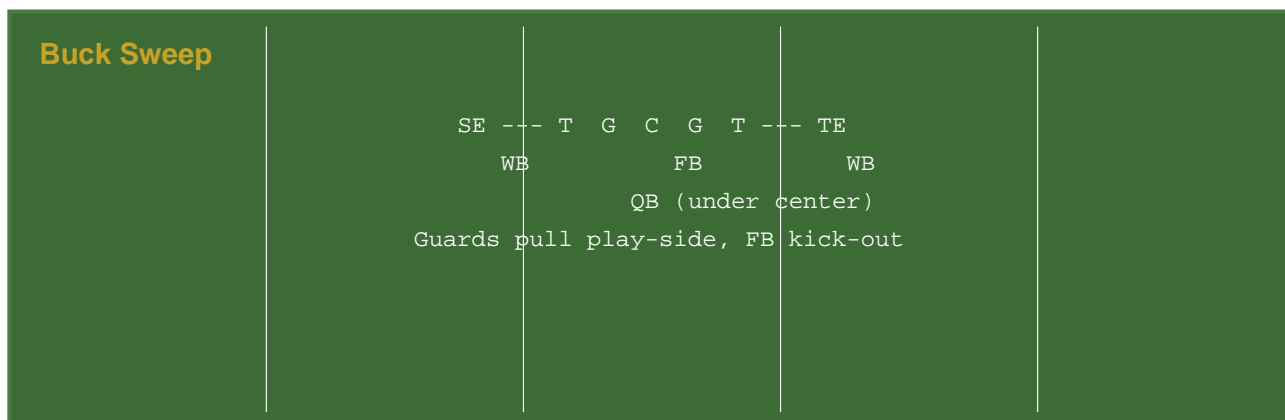 Buck Sweep
SE --- T G C G T --- TE
WB FB WB
QB (under center)
Guards pull play-side, FB kick-out